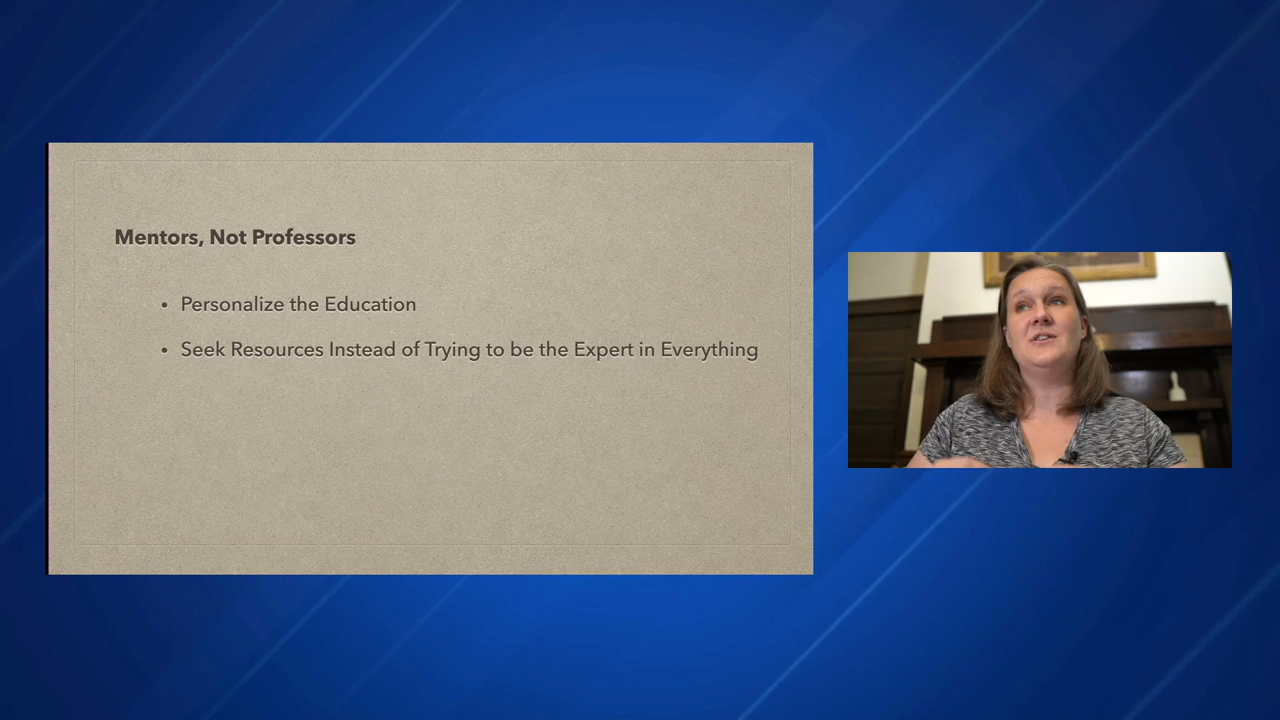 Mentors, Not Professors
• Personalize the Education
• Seek Resources Instead of Trying to be the Expert in Everything